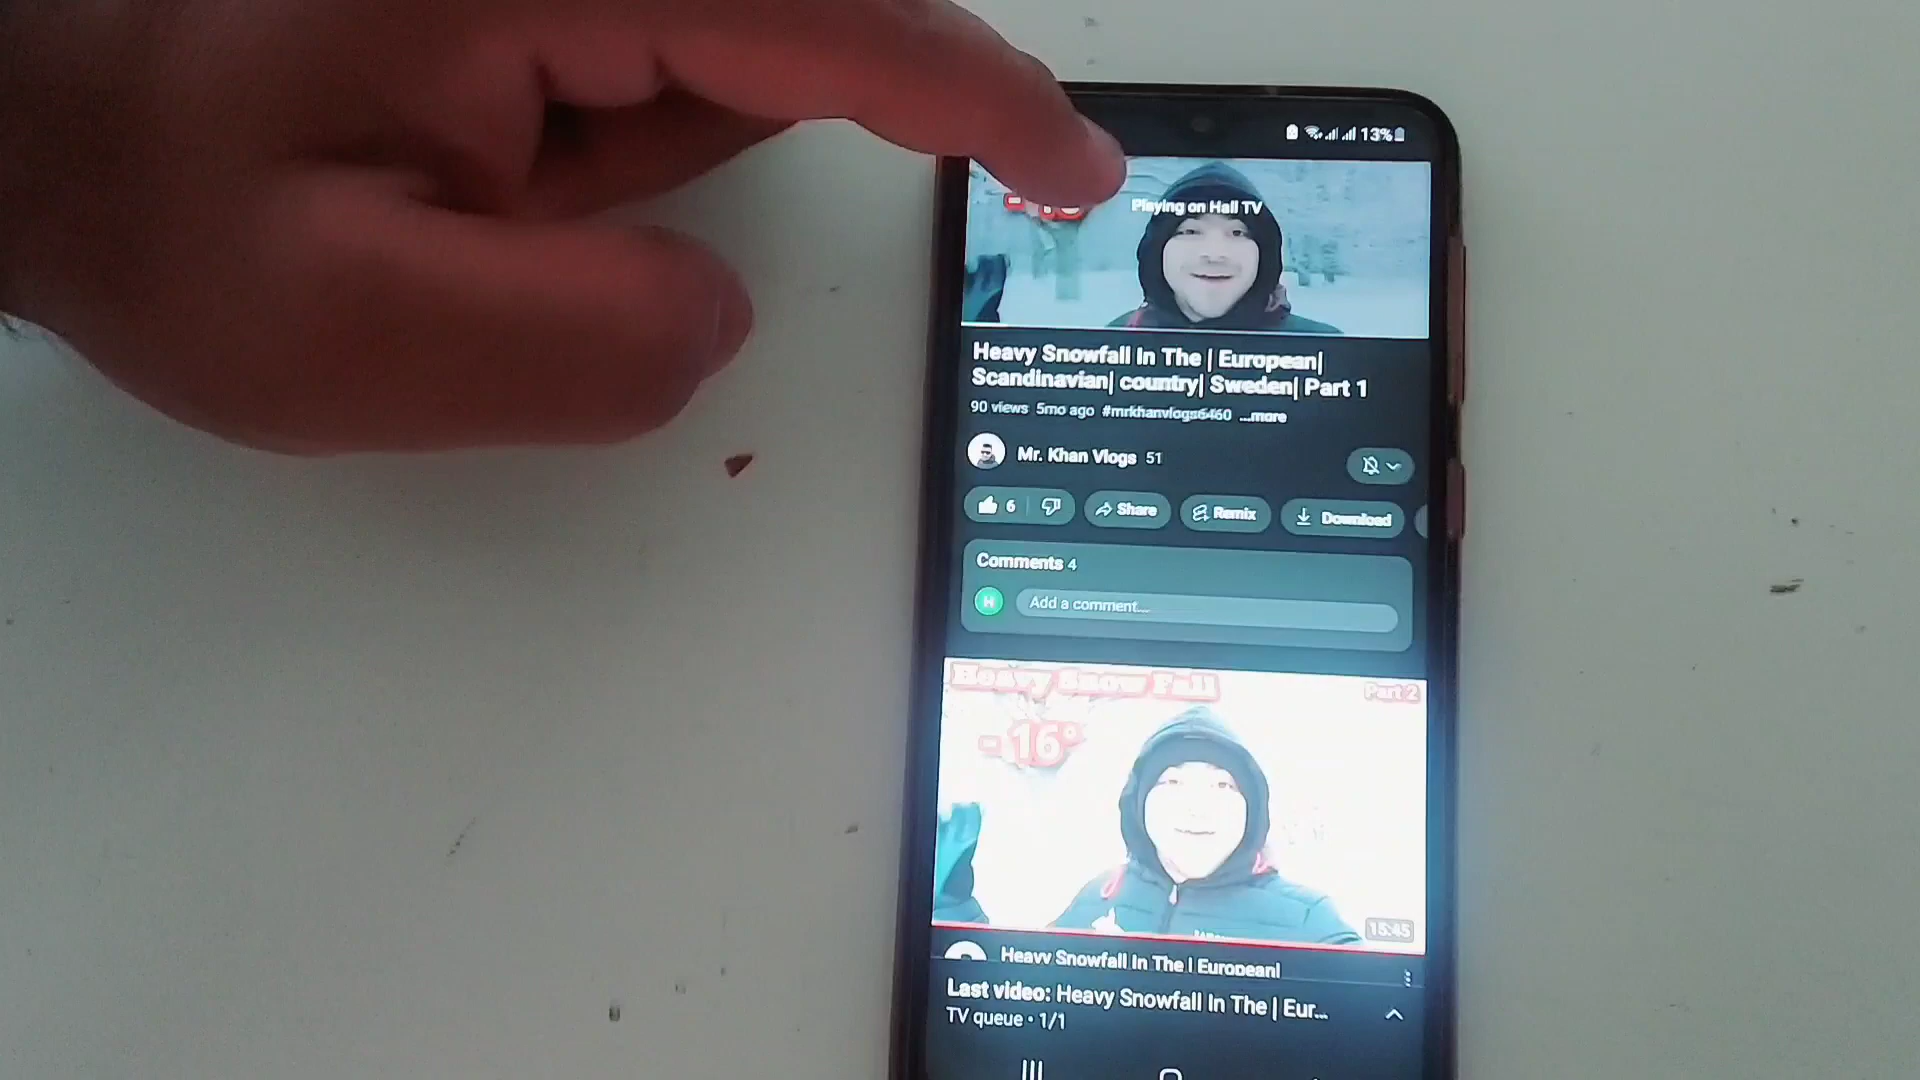 13%
Playing on Hall TV
Heavy Snowfall In The | European|
Scandinavian| country| Sweden| Part 1
90 views 5mo ago #mrkhanvlogs6460 ...more
Mr. Khan Vlogs 51
6 Share Remix Download
Comments 4
H Add a comment...
Heavy Snow Fall Part 2
- 16°
15:45
Heavy Snowfall In The | European|
Last video: Heavy Snowfall In The | Eur...
TV queue • 1/1